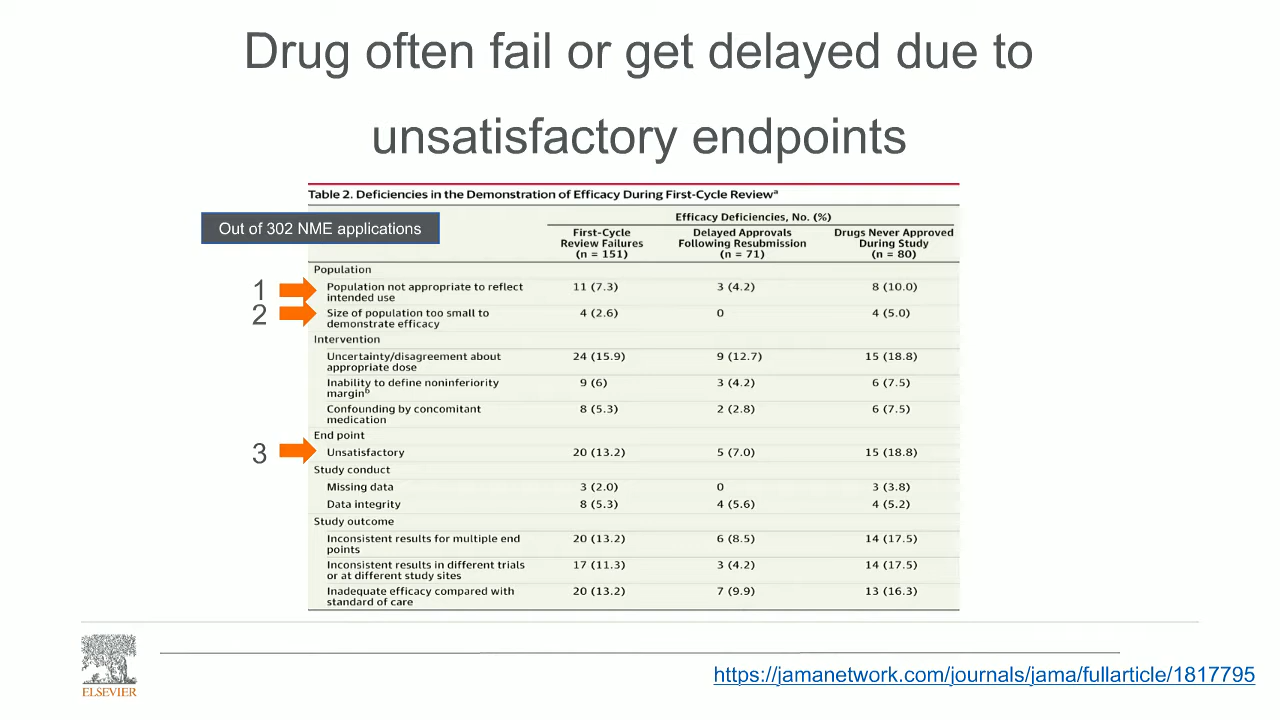 Drug often fail or get delayed due to
unsatisfactory endpoints
Table 2. Deficiencies in the Demonstration of Efficacy During First-Cycle Reviewa
Out of 302 NME applications
Efficacy Deficiencies, No. (%)
First-Cycle Review Failures (n = 151)
Delayed Approvals Following Resubmission (n = 71)
Drugs Never Approved During Study (n = 80)
Population
1
Population not appropriate to reflect intended use 11 (7.3) 3 (4.2) 8 (10.0)
2
Size of population too small to demonstrate efficacy 4 (2.6) 0 4 (5.0)
Intervention
Uncertainty/disagreement about appropriate dose 24 (15.9) 9 (12.7) 15 (18.8)
Inability to define noninferiority marginb 9 (6) 3 (4.2) 6 (7.5)
Confounding by concomitant medication 8 (5.3) 2 (2.8) 6 (7.5)
End point
3
Unsatisfactory 20 (13.2) 5 (7.0) 15 (18.8)
Study conduct
Missing data 3 (2.0) 0 3 (3.8)
Data integrity 8 (5.3) 4 (5.6) 4 (5.2)
Study outcome
Inconsistent results for multiple end points 20 (13.2) 6 (8.5) 14 (17.5)
Inconsistent results in different trials or at different study sites 17 (11.3) 3 (4.2) 14 (17.5)
Inadequate efficacy compared with standard of care 20 (13.2) 7 (9.9) 13 (16.3)
ELSEVIER
https://jamanetwork.com/journals/jama/fullarticle/1817795